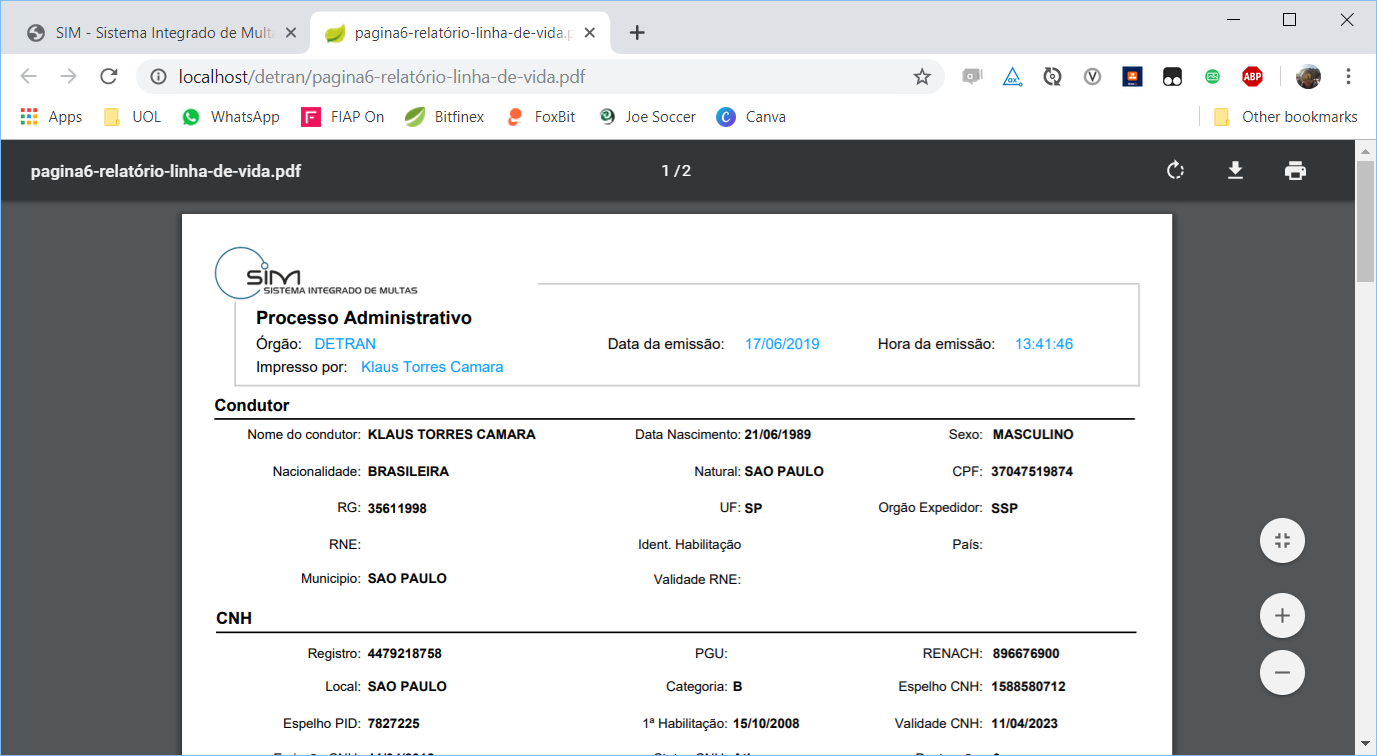 SIM - Sistema Integrado de Mult
pagina6-relatório-linha-de-vida.p
localhost/detran/pagina6-relatório-linha-de-vida.pdf
ABP
Apps UOL WhatsApp FIAP On Bitfinex FoxBit Joe Soccer Canva Other bookmarks
pagina6-relatório-linha-de-vida.pdf 1 / 2
SIM
SISTEMA INTEGRADO DE MULTAS
Processo Administrativo
Órgão: DETRAN Data da emissão: 17/06/2019 Hora da emissão: 13:41:46
Impresso por: Klaus Torres Camara
Condutor
Nome do condutor: KLAUS TORRES CAMARA Data Nascimento: 21/06/1989 Sexo: MASCULINO
Nacionalidade: BRASILEIRA Natural: SAO PAULO CPF: 37047519874
RG: 35611998 UF: SP Orgão Expedidor: SSP
RNE: Ident. Habilitação País:
Municipio: SAO PAULO Validade RNE:
CNH
Registro: 4479218758 PGU: RENACH: 896676900
Local: SAO PAULO Categoria: B Espelho CNH: 1588580712
Espelho PID: 7827225 1ª Habilitação: 15/10/2008 Validade CNH: 11/04/2023